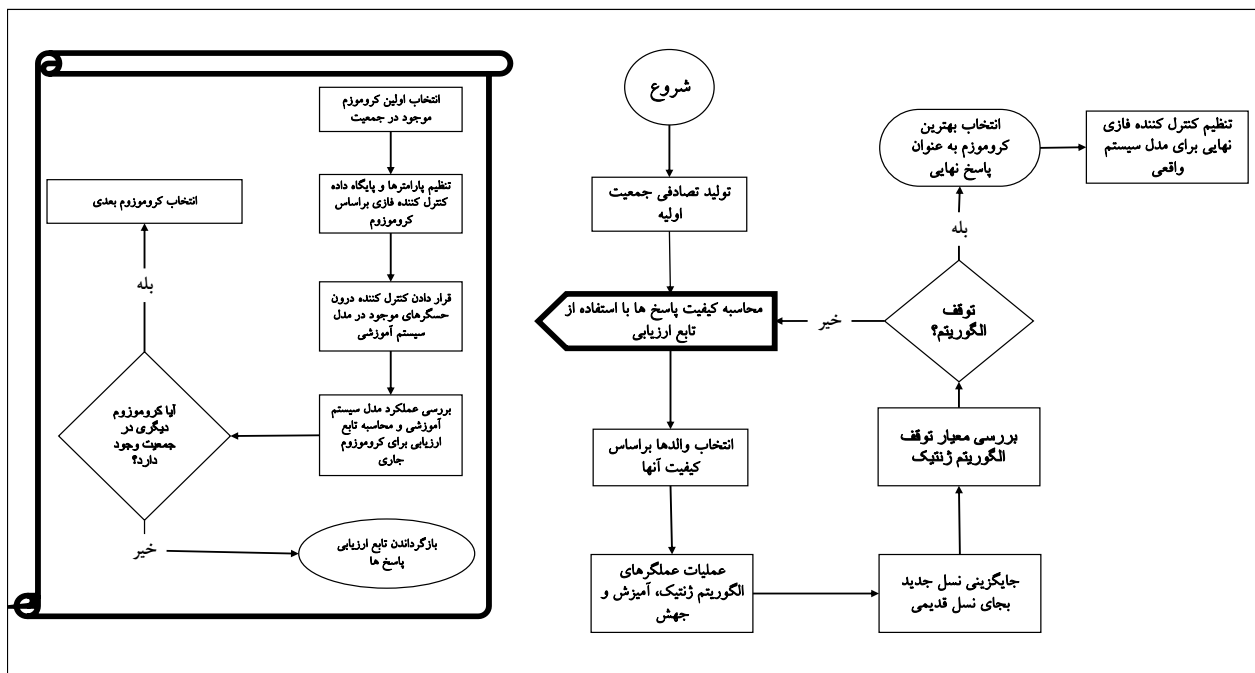 شروع
تولید تصادفی جمعیت
اولیه
محاسبه کیفیت پاسخ ها با استفاده از
تابع ارزیابی
انتخاب والدها براساس
کیفیت آنها
عملیات عملگرهای
الگوریتم ژنتیک، آمیزش و
جهش
جایگزینی نسل جدید
بجای نسل قدیمی
بررسی معیار توقف
الگوریتم ژنتیک
توقف
الگوریتم؟
خیر
بله
انتخاب بهترین
کروموزم به عنوان
پاسخ نهایی
تنظیم کنترل کننده فازی
نهایی برای مدل سیستم
واقعی
انتخاب اولین کروموزم
موجود در جمعیت
تنظیم پارامترها و پایگاه داده
کنترل کننده فازی براساس
کروموزوم
قرار دادن کنترل کننده درون
حسگرهای موجود در مدل
سیستم آموزشی
بررسی عملکرد مدل سیستم
آموزشی و محاسبه تابع
ارزیابی برای کروموزوم
جاری
آیا کروموزوم
دیگری در
جمعیت وجود
دارد؟
بله
انتخاب کروموزوم بعدی
خیر
بازگرداندن تابع ارزیابی
پاسخ ها